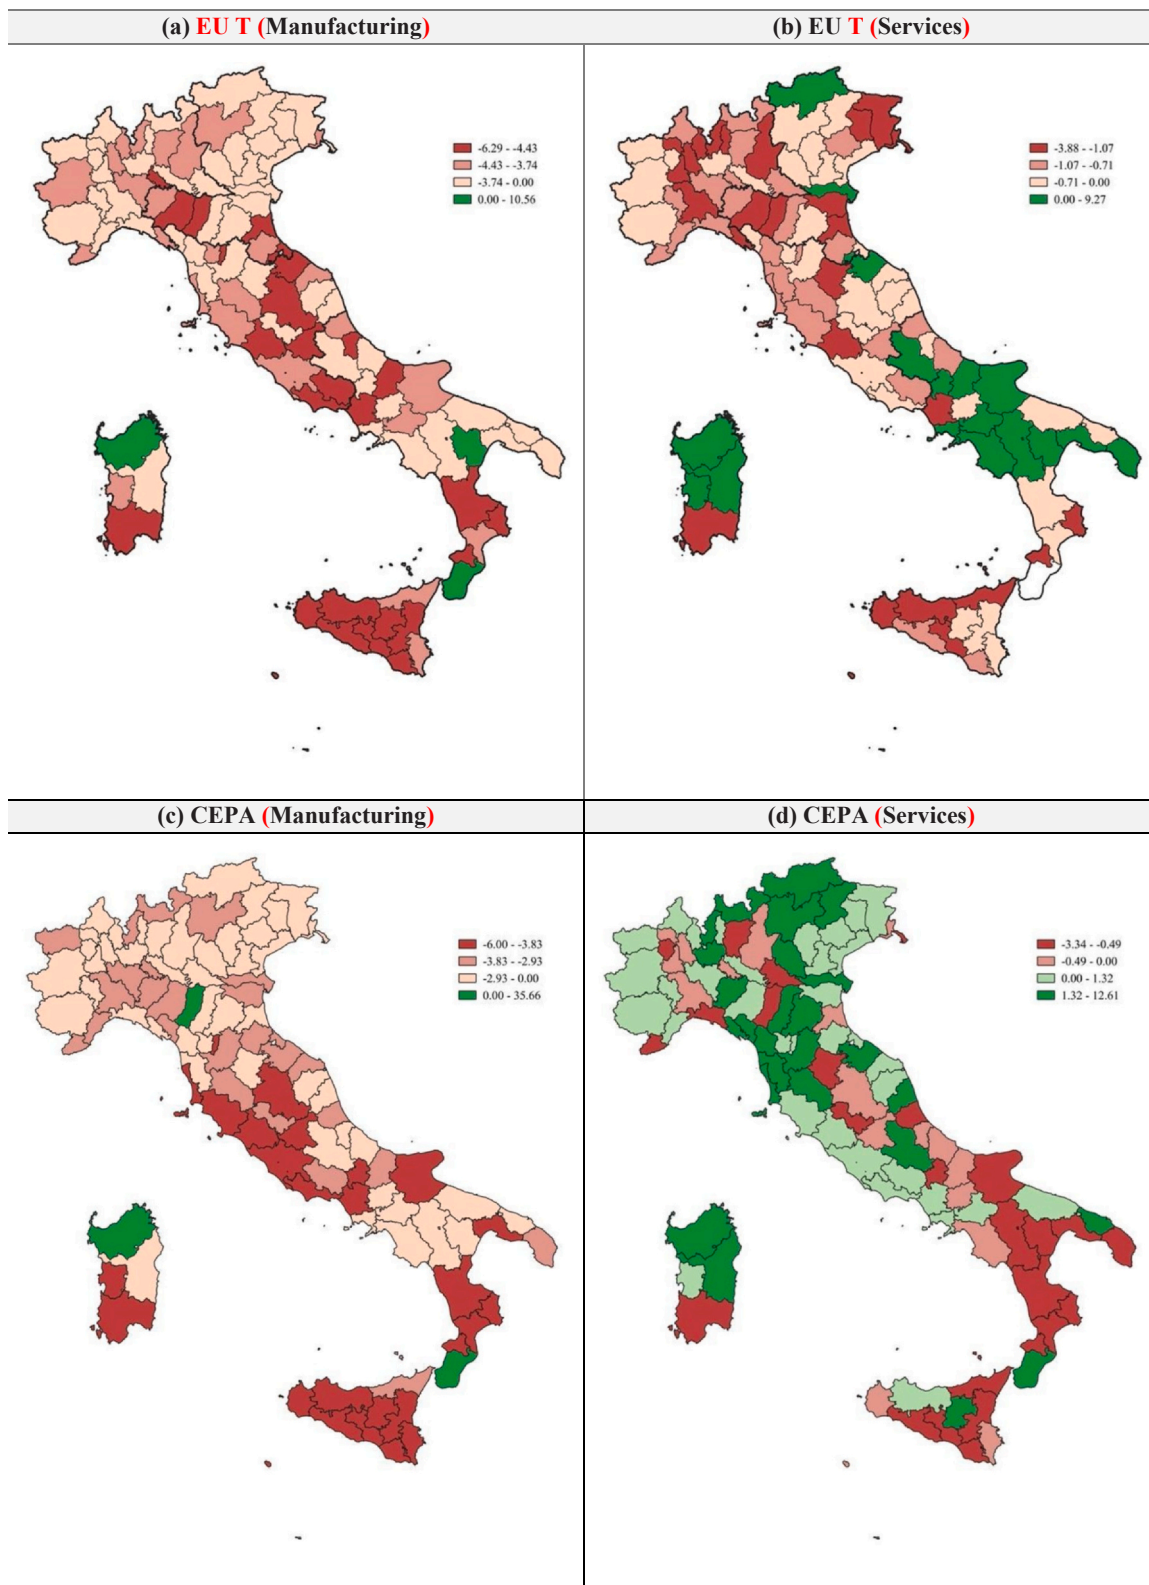 (a) EU T (Manufacturing)
(b) EU T (Services)
-6.29 - -4.43
-4.43 - -3.74
-3.74 - 0.00
0.00 - 10.56
-3.88 - -1.07
-1.07 - -0.71
-0.71 - 0.00
0.00 - 9.27
(c) CEPA (Manufacturing)
(d) CEPA (Services)
-6.00 - -3.83
-3.83 - -2.93
-2.93 - 0.00
0.00 - 35.66
-3.34 - -0.49
-0.49 - 0.00
0.00 - 1.32
1.32 - 12.61